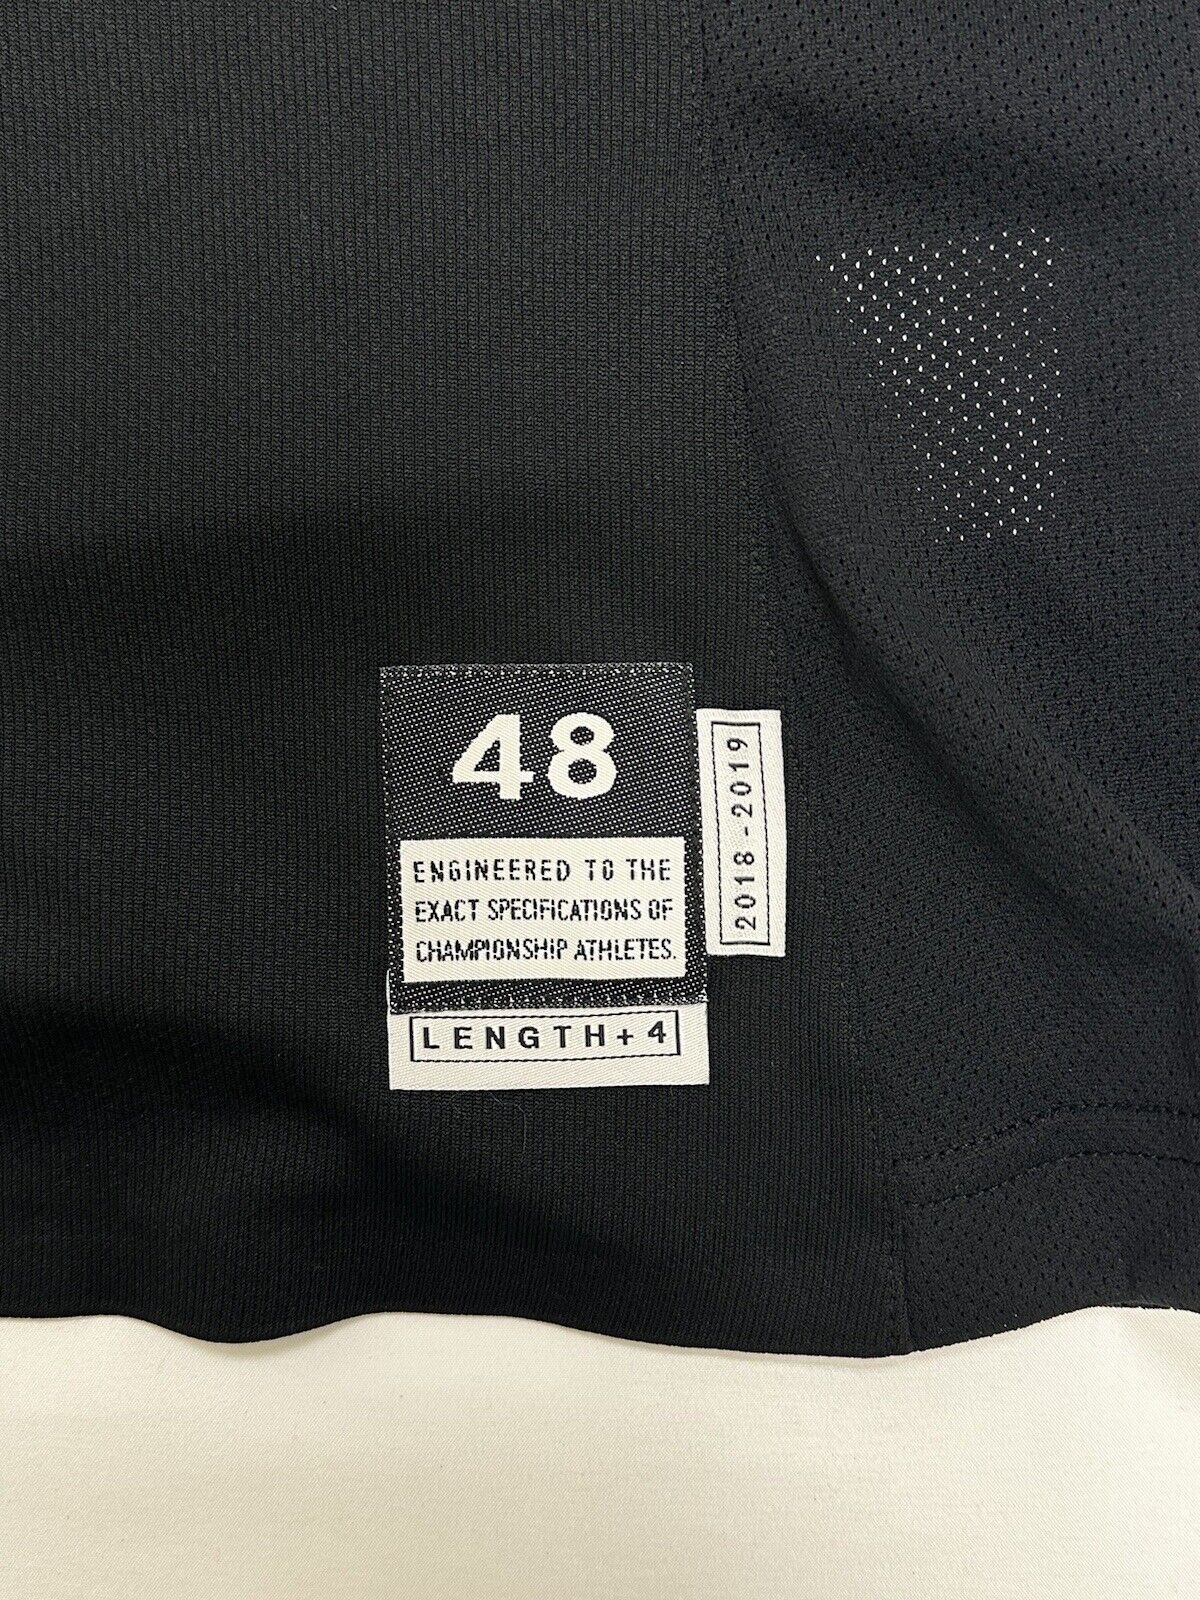 48
ENGINEERED TO THE
EXACT SPECIFICATIONS OF
CHAMPIONSHIP ATHLETES.
LENGTH+4
2018-2019